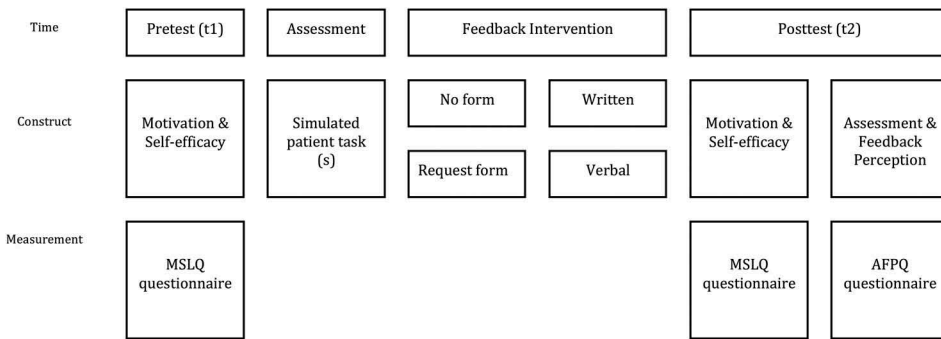 Time
Pretest (t1)
Assessment
Feedback Intervention
Posttest (t2)
Construct
Motivation &
Self-efficacy
Simulated
patient task
(s)
No form
Written
Request form
Verbal
Motivation &
Self-efficacy
Assessment &
Feedback
Perception
Measurement
MSLQ
questionnaire
MSLQ
questionnaire
AFPQ
questionnaire